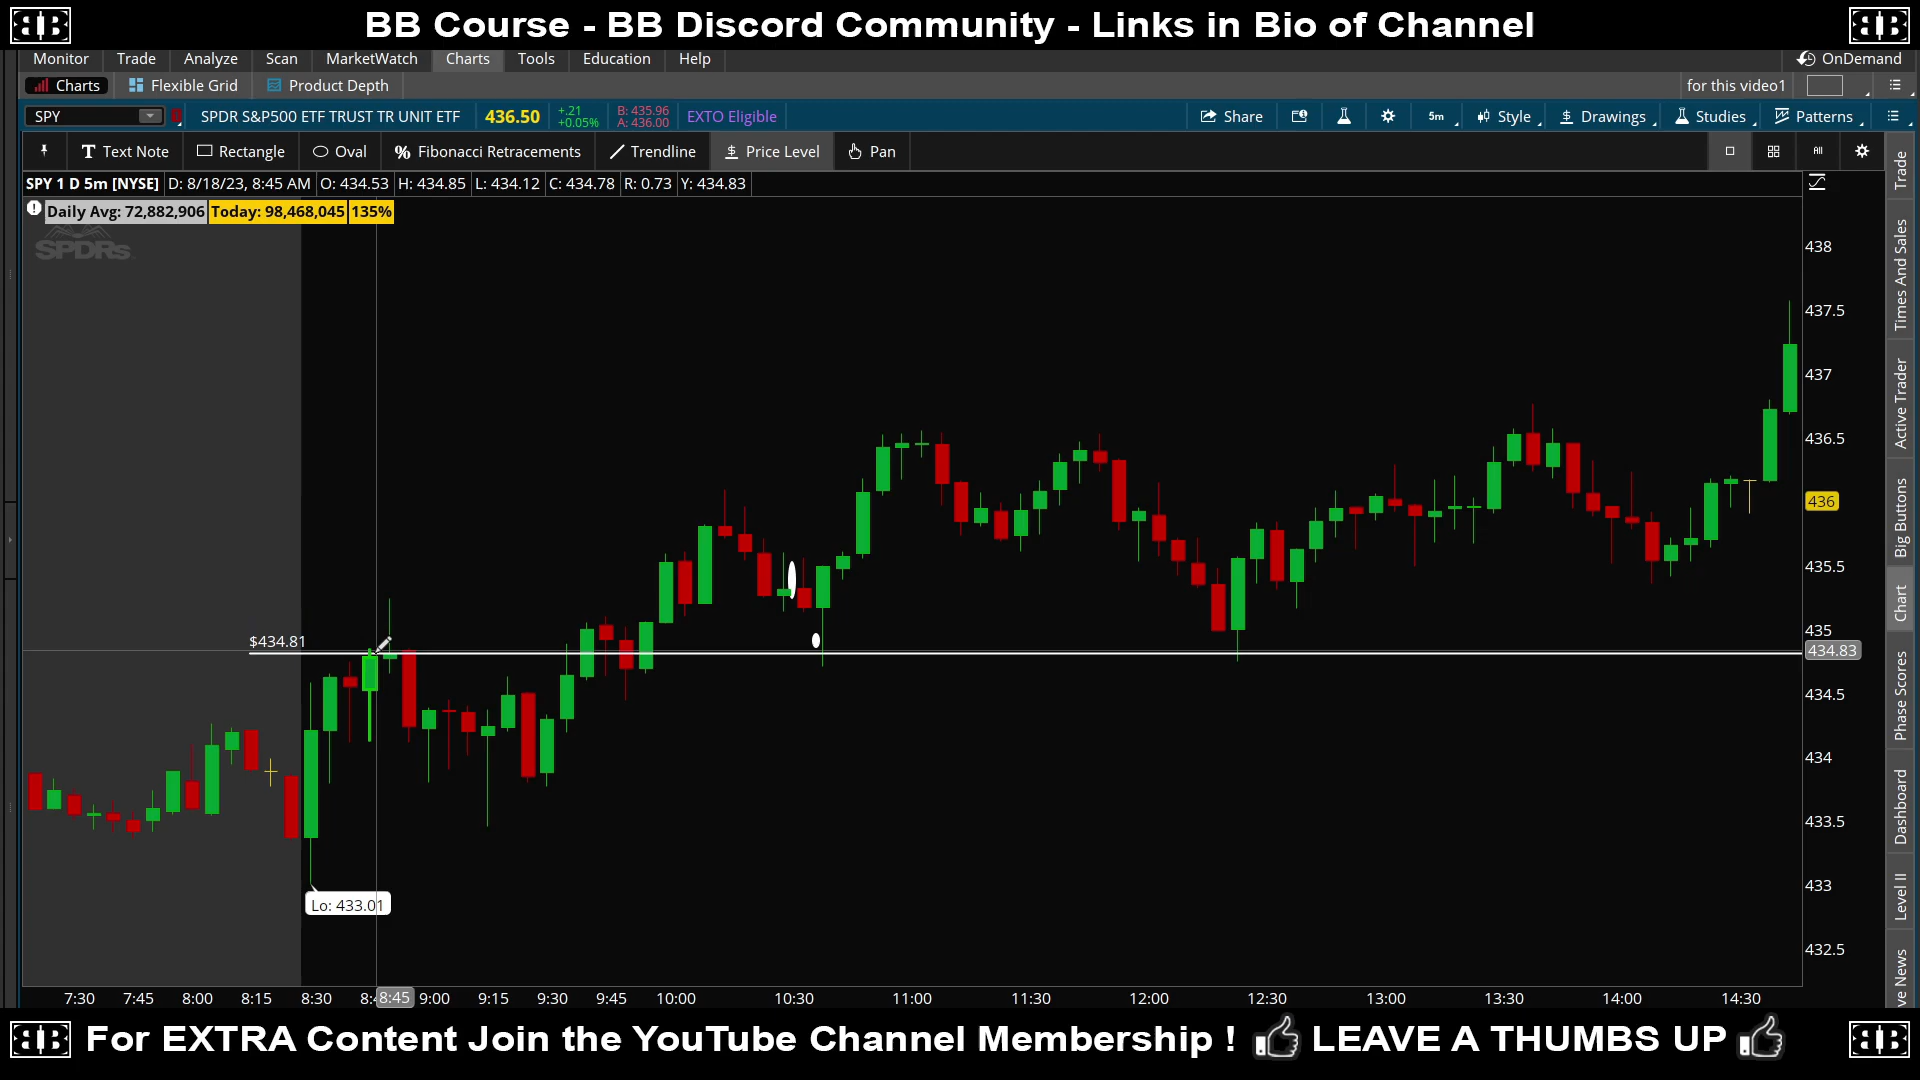 BB Course - BB Discord Community - Links in Bio of Channel
Monitor Trade Analyze Scan MarketWatch Charts Tools Education Help OnDemand
Charts Flexible Grid Product Depth for this video1
SPY SPDR S&P500 ETF TRUST TR UNIT ETF 436.50 +.21 +0.05% B: 435.96 A: 436.00 EXTO Eligible Share 5m Style Drawings Studies Patterns
Text Note Rectangle Oval Fibonacci Retracements Trendline Price Level Pan All
SPY 1 D 5m [NYSE] D: 8/18/23, 8:45 AM O: 434.53 H: 434.85 L: 434.12 C: 434.78 R: 0.73 Y: 434.83
Daily Avg: 72,882,906 Today: 98,468,045 135%
SPDRs
438
437.5
437
436.5
436
435.5
435
434.83
434.5
434
433.5
433
432.5
$434.81
Lo: 433.01
7:30 7:45 8:00 8:15 8:30 8:45 9:00 9:15 9:30 9:45 10:00 10:30 11:00 11:30 12:00 12:30 13:00 13:30 14:00 14:30
Trade
Times And Sales
Active Trader
Big Buttons
Chart
Phase Scores
Dashboard
Level II
ve News
For EXTRA Content Join the YouTube Channel Membership ! LEAVE A THUMBS UP